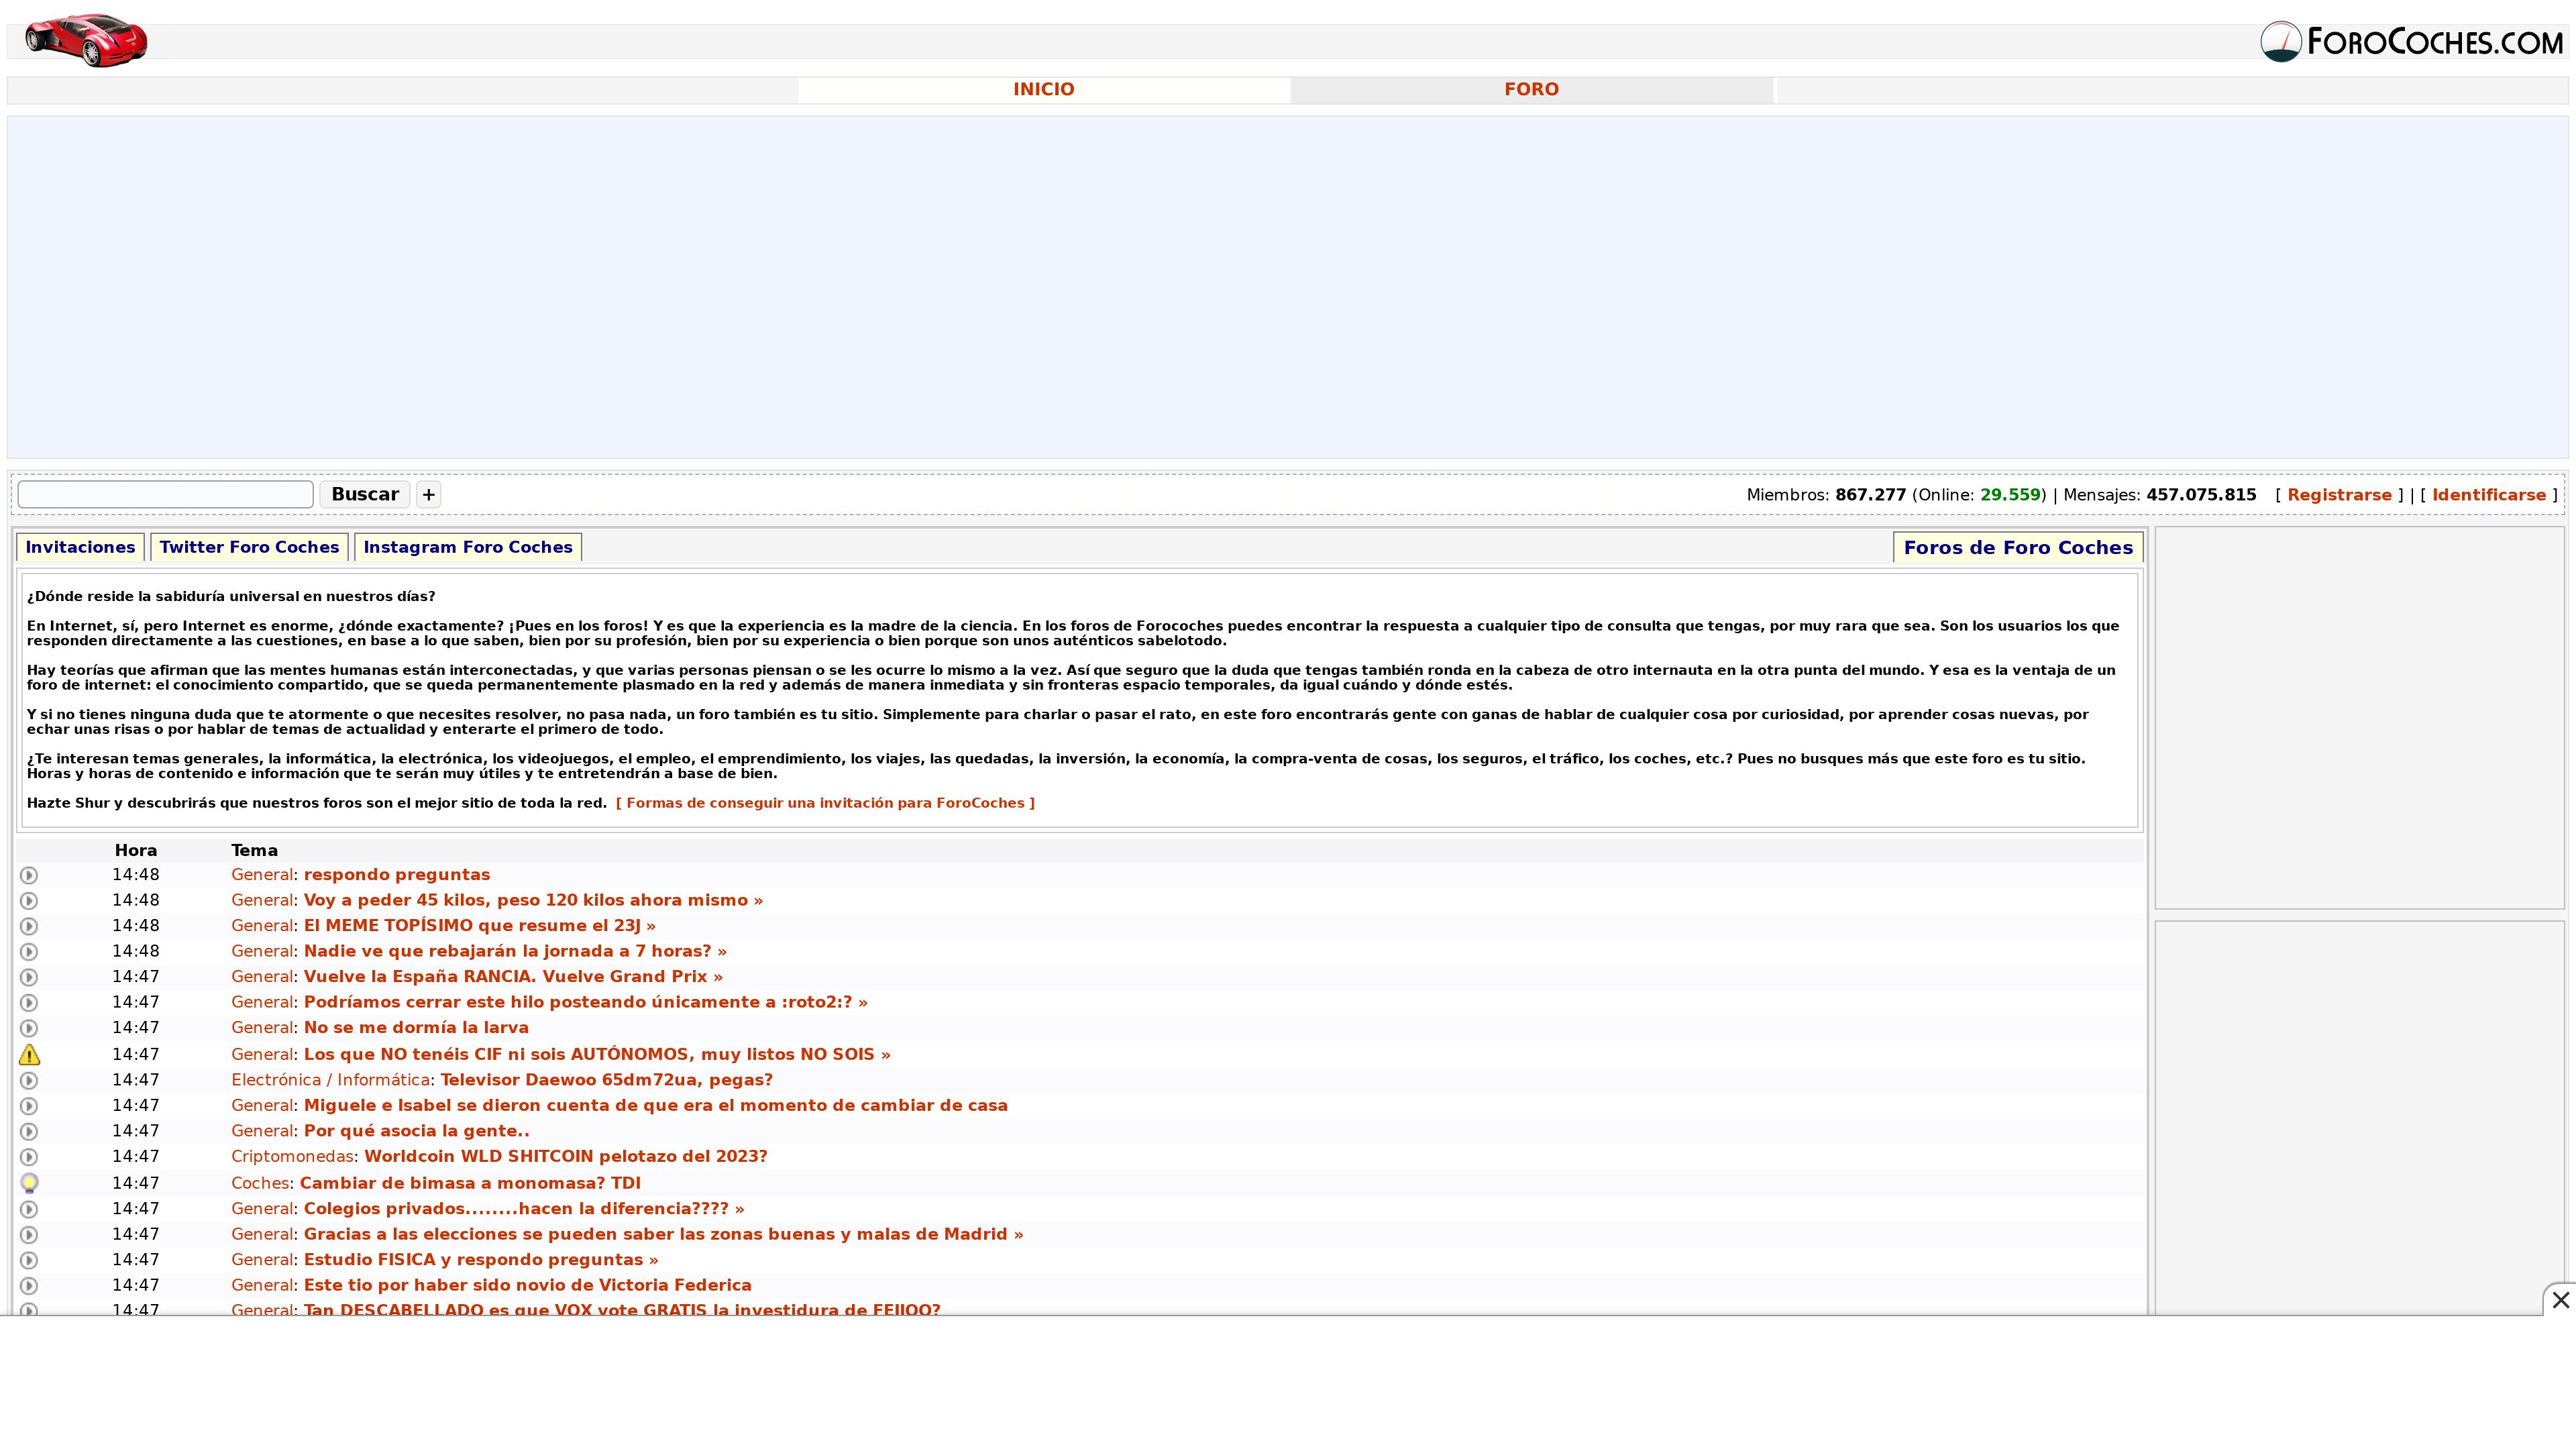 FOROCOCHES.COM
INICIO FORO
Buscar + Miembros: 867.277 (Online: 29.559) | Mensajes: 457.075.815 [ Registrarse ] | [ Identificarse ]
Invitaciones Twitter Foro Coches Instagram Foro Coches Foros de Foro Coches
¿Dónde reside la sabiduría universal en nuestros días?
En Internet, sí, pero Internet es enorme, ¿dónde exactamente? ¡Pues en los foros! Y es que la experiencia es la madre de la ciencia. En los foros de Forocoches puedes encontrar la respuesta a cualquier tipo de consulta que tengas, por muy rara que sea. Son los usuarios los que
responden directamente a las cuestiones, en base a lo que saben, bien por su profesión, bien por su experiencia o bien porque son unos auténticos sabelotodo.
Hay teorías que afirman que las mentes humanas están interconectadas, y que varias personas piensan o se les ocurre lo mismo a la vez. Así que seguro que la duda que tengas también ronda en la cabeza de otro internauta en la otra punta del mundo. Y esa es la ventaja de un
foro de internet: el conocimiento compartido, que se queda permanentemente plasmado en la red y además de manera inmediata y sin fronteras espacio temporales, da igual cuándo y dónde estés.
Y si no tienes ninguna duda que te atormente o que necesites resolver, no pasa nada, un foro también es tu sitio. Simplemente para charlar o pasar el rato, en este foro encontrarás gente con ganas de hablar de cualquier cosa por curiosidad, por aprender cosas nuevas, por
echar unas risas o por hablar de temas de actualidad y enterarte el primero de todo.
¿Te interesan temas generales, la informática, la electrónica, los videojuegos, el empleo, el emprendimiento, los viajes, las quedadas, la inversión, la economía, la compra-venta de cosas, los seguros, el tráfico, los coches, etc.? Pues no busques más que este foro es tu sitio.
Horas y horas de contenido e información que te serán muy útiles y te entretendrán a base de bien.
Hazte Shur y descubrirás que nuestros foros son el mejor sitio de toda la red. [ Formas de conseguir una invitación para ForoCoches ]
Hora Tema
14:48 General: respondo preguntas
14:48 General: Voy a peder 45 kilos, peso 120 kilos ahora mismo »
14:48 General: El MEME TOPÍSIMO que resume el 23J »
14:48 General: Nadie ve que rebajarán la jornada a 7 horas? »
14:47 General: Vuelve la España RANCIA. Vuelve Grand Prix »
14:47 General: Podríamos cerrar este hilo posteando únicamente a :roto2:? »
14:47 General: No se me dormía la larva
14:47 General: Los que NO tenéis CIF ni sois AUTÓNOMOS, muy listos NO SOIS »
14:47 Electrónica / Informática: Televisor Daewoo 65dm72ua, pegas?
14:47 General: Miguele e Isabel se dieron cuenta de que era el momento de cambiar de casa
14:47 General: Por qué asocia la gente..
14:47 Criptomonedas: Worldcoin WLD SHITCOIN pelotazo del 2023?
14:47 Coches: Cambiar de bimasa a monomasa? TDI
14:47 General: Colegios privados........hacen la diferencia???? »
14:47 General: Gracias a las elecciones se pueden saber las zonas buenas y malas de Madrid »
14:47 General: Estudio FISICA y respondo preguntas »
14:47 General: Este tio por haber sido novio de Victoria Federica
14:47 General: Tan DESCABELLADO es que VOX vote GRATIS la investidura de FEIJOO?